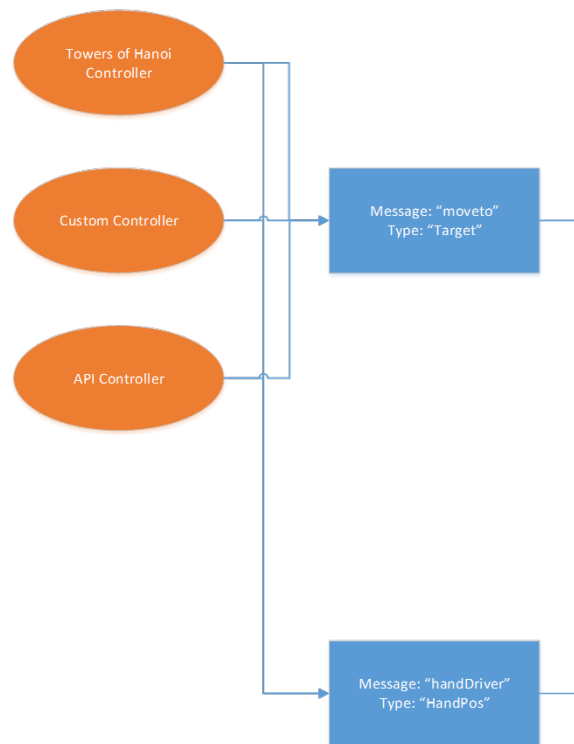 Towers of Hanoi
Controller
Custom Controller
Message: “moveto”
Type: “Target”
API Controller
Message: “handDriver”
Type: “HandPos”